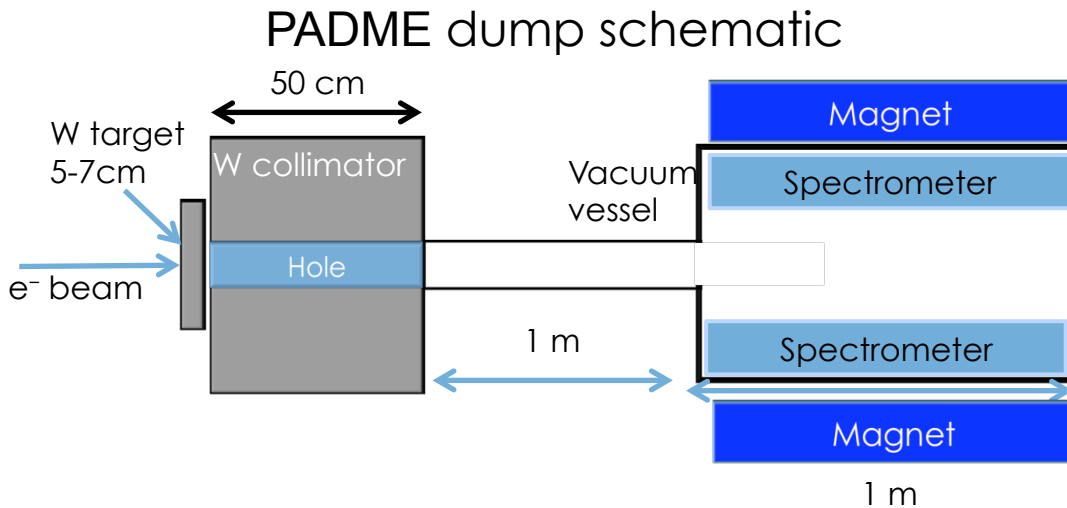 PADME dump schematic
50 cm
W target
5-7cm
W collimator
Hole
e⁻ beam
Vacuum
vessel
1 m
Magnet
Spectrometer
Spectrometer
Magnet
1 m